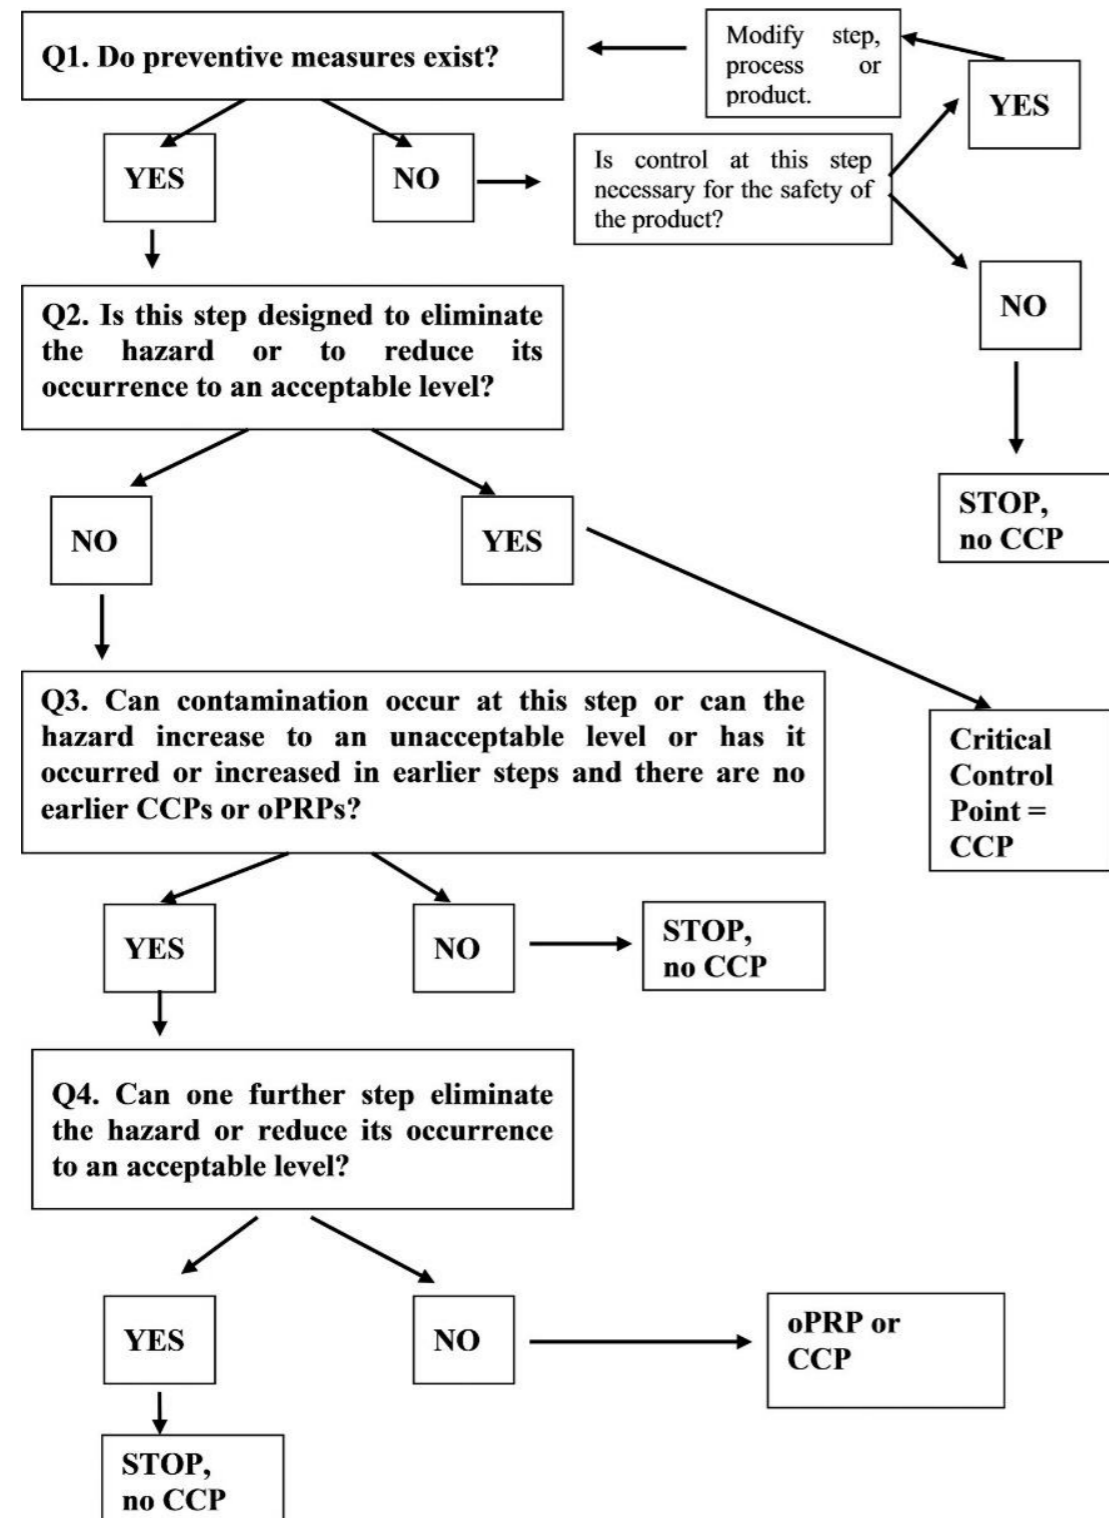 Q1. Do preventive measures exist?
Modify step,
process or
product.
YES
YES
NO
Is control at this step
necessary for the safety of
the product?
NO
Q2. Is this step designed to eliminate
the hazard or to reduce its
occurrence to an acceptable level?
STOP,
no CCP
NO
YES
Q3. Can contamination occur at this step or can the
hazard increase to an unacceptable level or has it
occurred or increased in earlier steps and there are no
earlier CCPs or oPRPs?
Critical
Control
Point =
CCP
YES
NO
STOP,
no CCP
Q4. Can one further step eliminate
the hazard or reduce its occurrence
to an acceptable level?
YES
NO
oPRP or
CCP
STOP,
no CCP